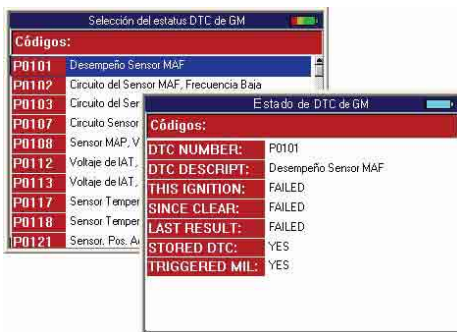 Selección del estatus DTC de GM
Códigos:
P0101 Desempeño Sensor MAF
P0102 Circuito del Sensor MAF, Frecuencia Baja
P0103 Circuito del Ser
P0107 Circuito Sensor
P0108 Sensor MAP, V
P0112 Voltaje de IAT,
P0113 Voltaje de IAT,
P0117 Sensor Temper
P0118 Sensor Temper
P0121 Sensor. Pos. Ac
Estado de DTC de GM
Códigos:
DTC NUMBER: P0101
DTC DESCRIPT: Desempeño Sensor MAF
THIS IGNITION: FAILED
SINCE CLEAR: FAILED
LAST RESULT: FAILED
STORED DTC: YES
TRIGGERED MIL: YES